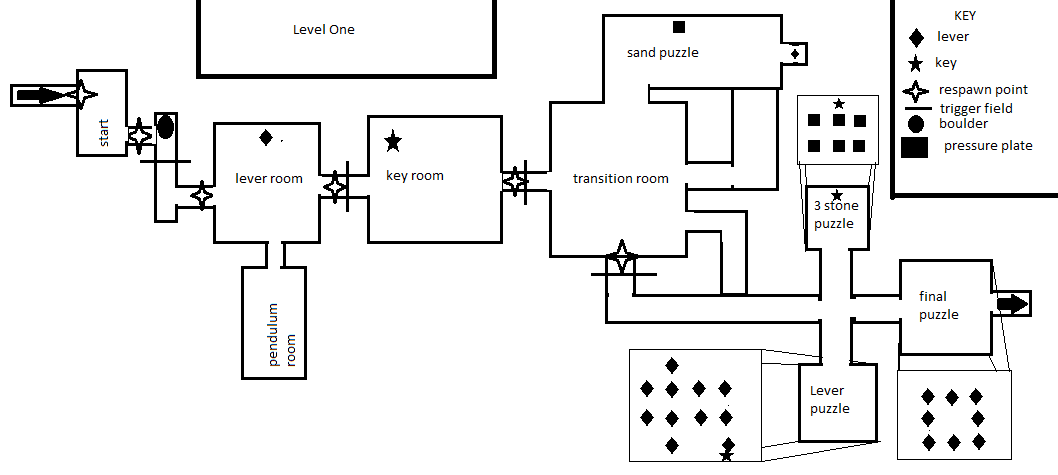 Level One
KEY
lever
key
respawn point
trigger field
boulder
pressure plate
sand puzzle
start
lever room
key room
transition room
3 stone
puzzle
final
puzzle
pendulum
room
Lever
puzzle